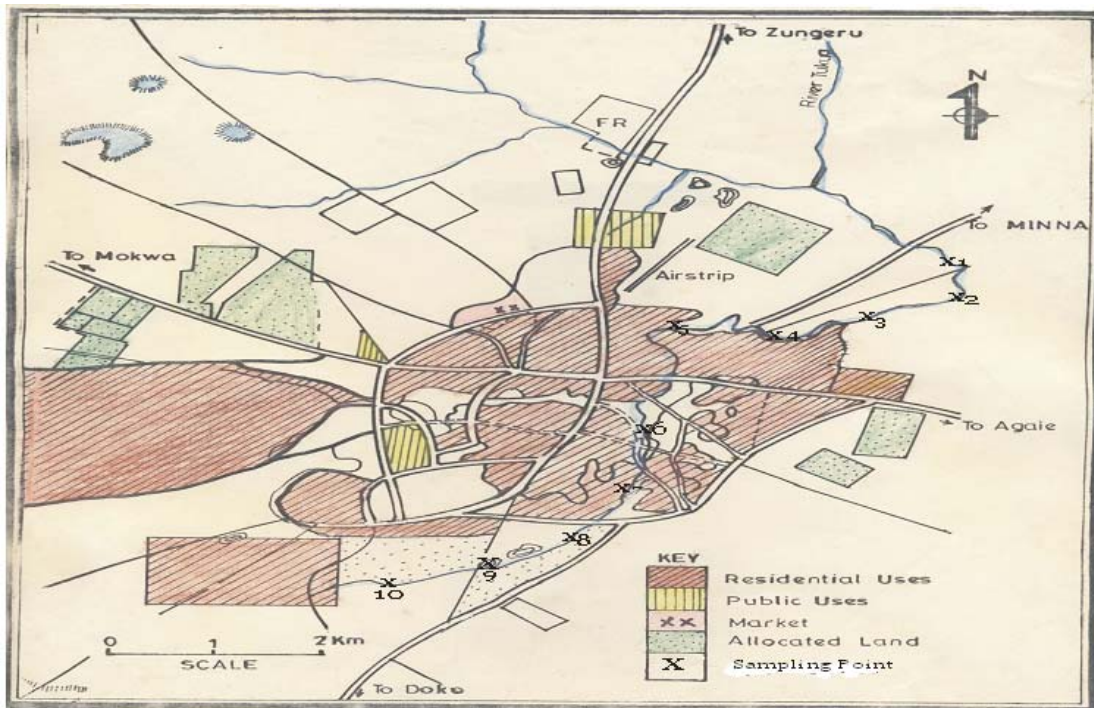 To Zungeru
River Tukya
N
FR
To MINNA
To Mokwa
Airstrip
X1
X2
X3
X4
X5
To Agaie
X6
X7
X8
X9
X10
KEY
Residential Uses
Public Uses
XX Market
Allocated Land
X Sampling Point
0 1 2 Km
SCALE
To Doko